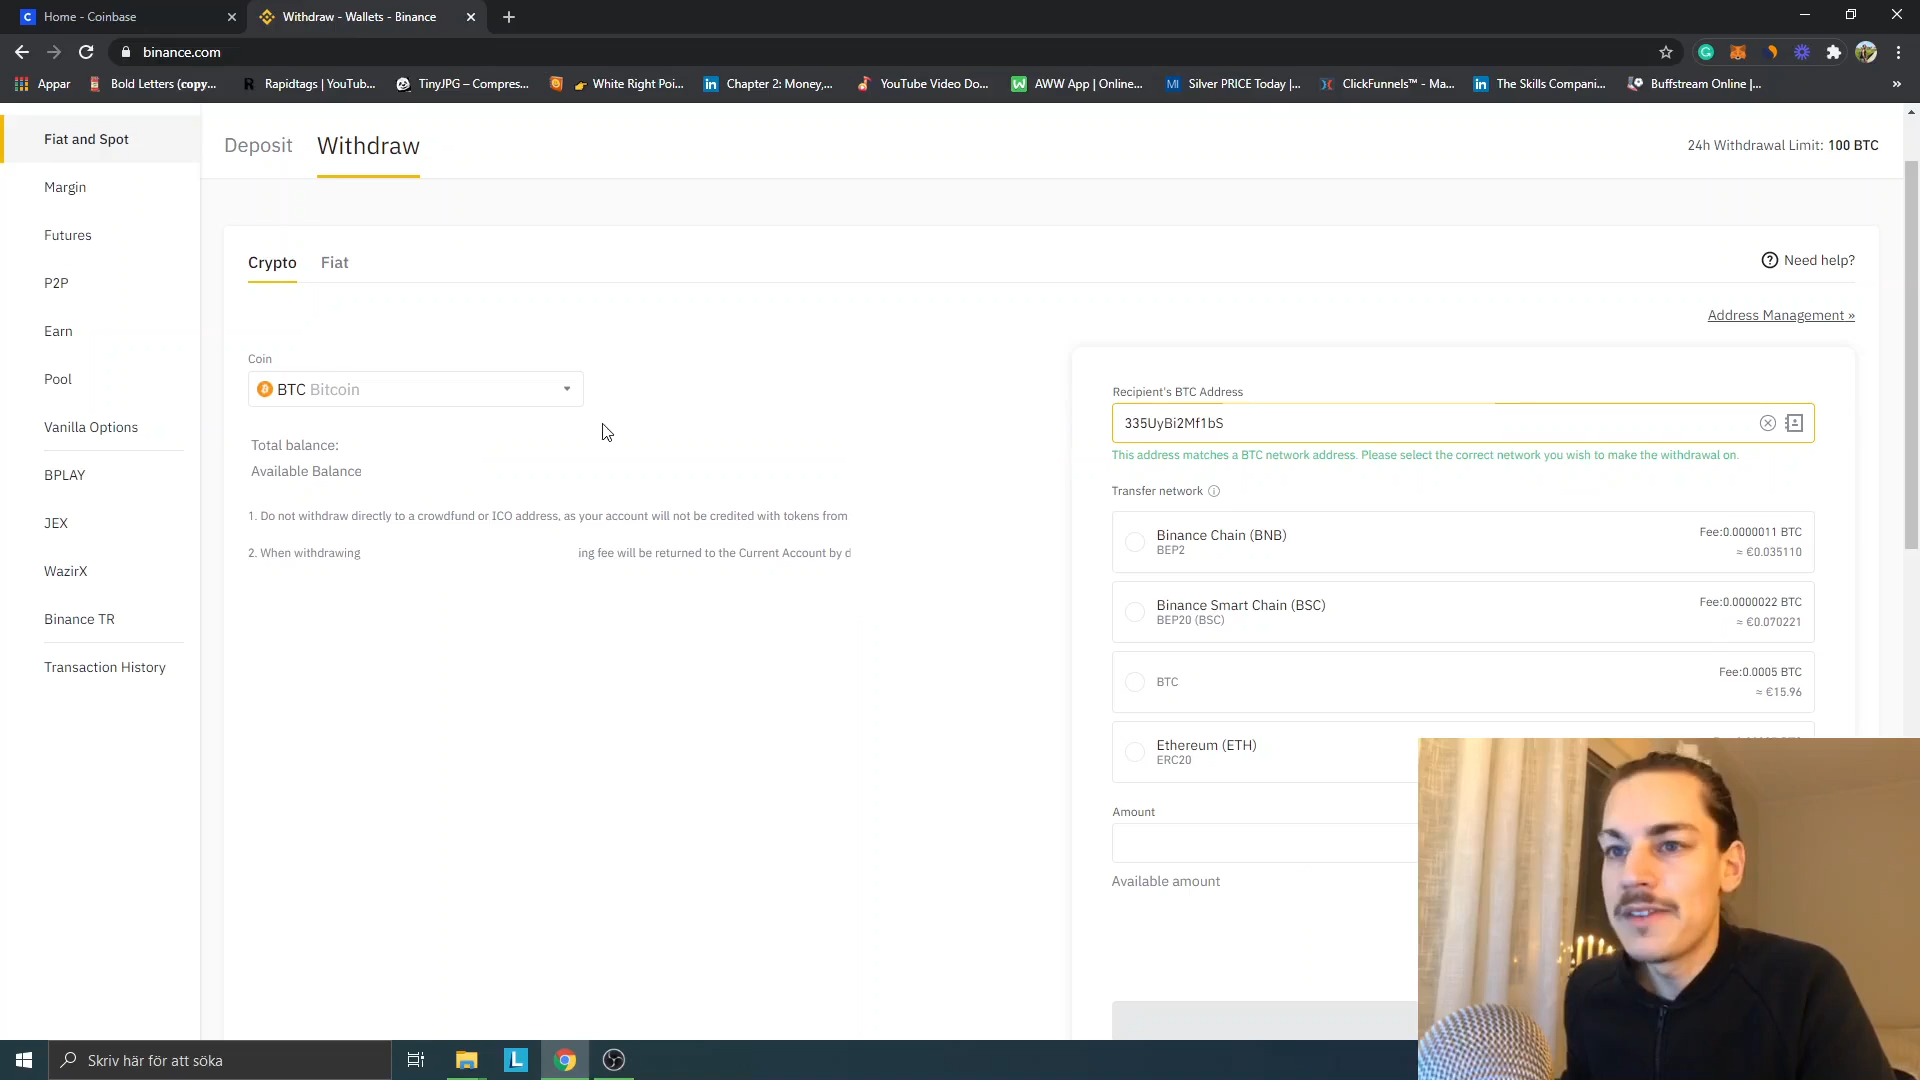 Home - Coinbase
Withdraw - Wallets - Binance
binance.com
Appar
Bold Letters (copy...
Rapidtags | YouTub...
TinyJPG – Compres...
White Right Poi...
Chapter 2: Money,...
YouTube Video Do...
AWW App | Online...
Silver PRICE Today |...
ClickFunnels™ - Ma...
The Skills Compani...
Buffstream Online |...
»
Fiat and Spot
Margin
Futures
P2P
Earn
Pool
Vanilla Options
BPLAY
JEX
WazirX
Binance TR
Transaction History
Deposit
Withdraw
24h Withdrawal Limit: 100 BTC
Crypto
Fiat
Need help?
Address Management »
Coin
BTC Bitcoin
Total balance:
Available Balance
1. Do not withdraw directly to a crowdfund or ICO address, as your account will not be credited with tokens from
2. When withdrawing ing fee will be returned to the Current Account by d
Recipient's BTC Address
335UyBi2Mf1bS
This address matches a BTC network address. Please select the correct network you wish to make the withdrawal on.
Transfer network
Binance Chain (BNB)
BEP2
Fee:0.0000011 BTC
≈ €0.035110
Binance Smart Chain (BSC)
BEP20 (BSC)
Fee:0.0000022 BTC
≈ €0.070221
BTC
Fee:0.0005 BTC
≈ €15.96
Ethereum (ETH)
ERC20
Amount
Available amount
Skriv här för att söka